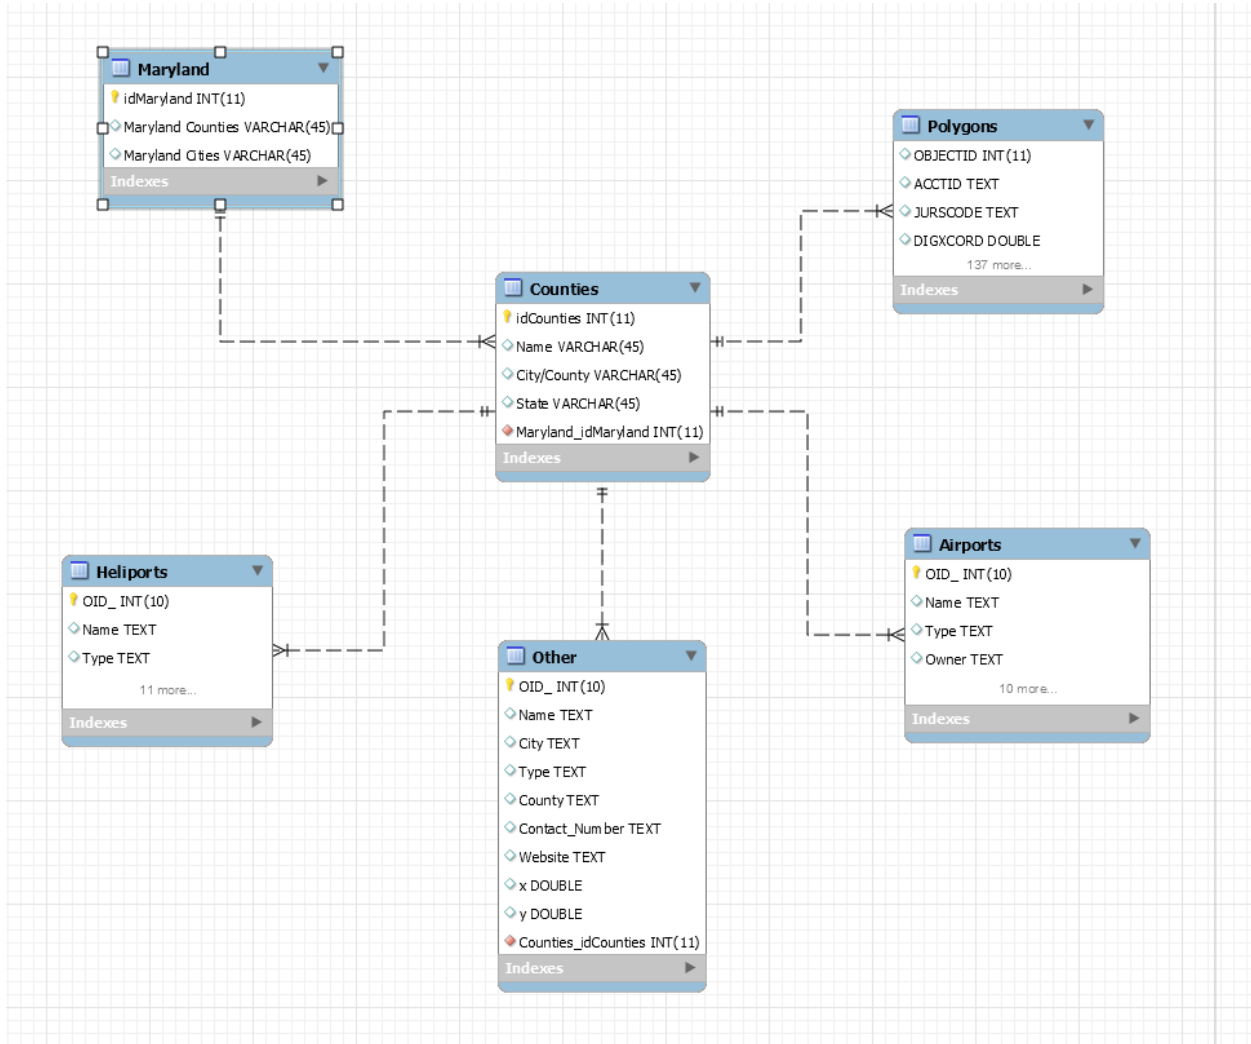 Maryland
idMaryland INT(11)
Maryland Counties VARCHAR(45)
Maryland Cities VARCHAR(45)
Indexes
Polygons
OBJECTID INT(11)
ACCTID TEXT
JURSCODE TEXT
DIGXCORD DOUBLE
137 more...
Indexes
Counties
idCounties INT(11)
Name VARCHAR(45)
City/County VARCHAR(45)
State VARCHAR(45)
Maryland_idMaryland INT(11)
Indexes
Heliports
OID_ INT(10)
Name TEXT
Type TEXT
11 more...
Indexes
Other
OID_ INT(10)
Name TEXT
City TEXT
Type TEXT
County TEXT
Contact_Number TEXT
Website TEXT
x DOUBLE
y DOUBLE
Counties_idCounties INT(11)
Indexes
Airports
OID_ INT(10)
Name TEXT
Type TEXT
Owner TEXT
10 more...
Indexes